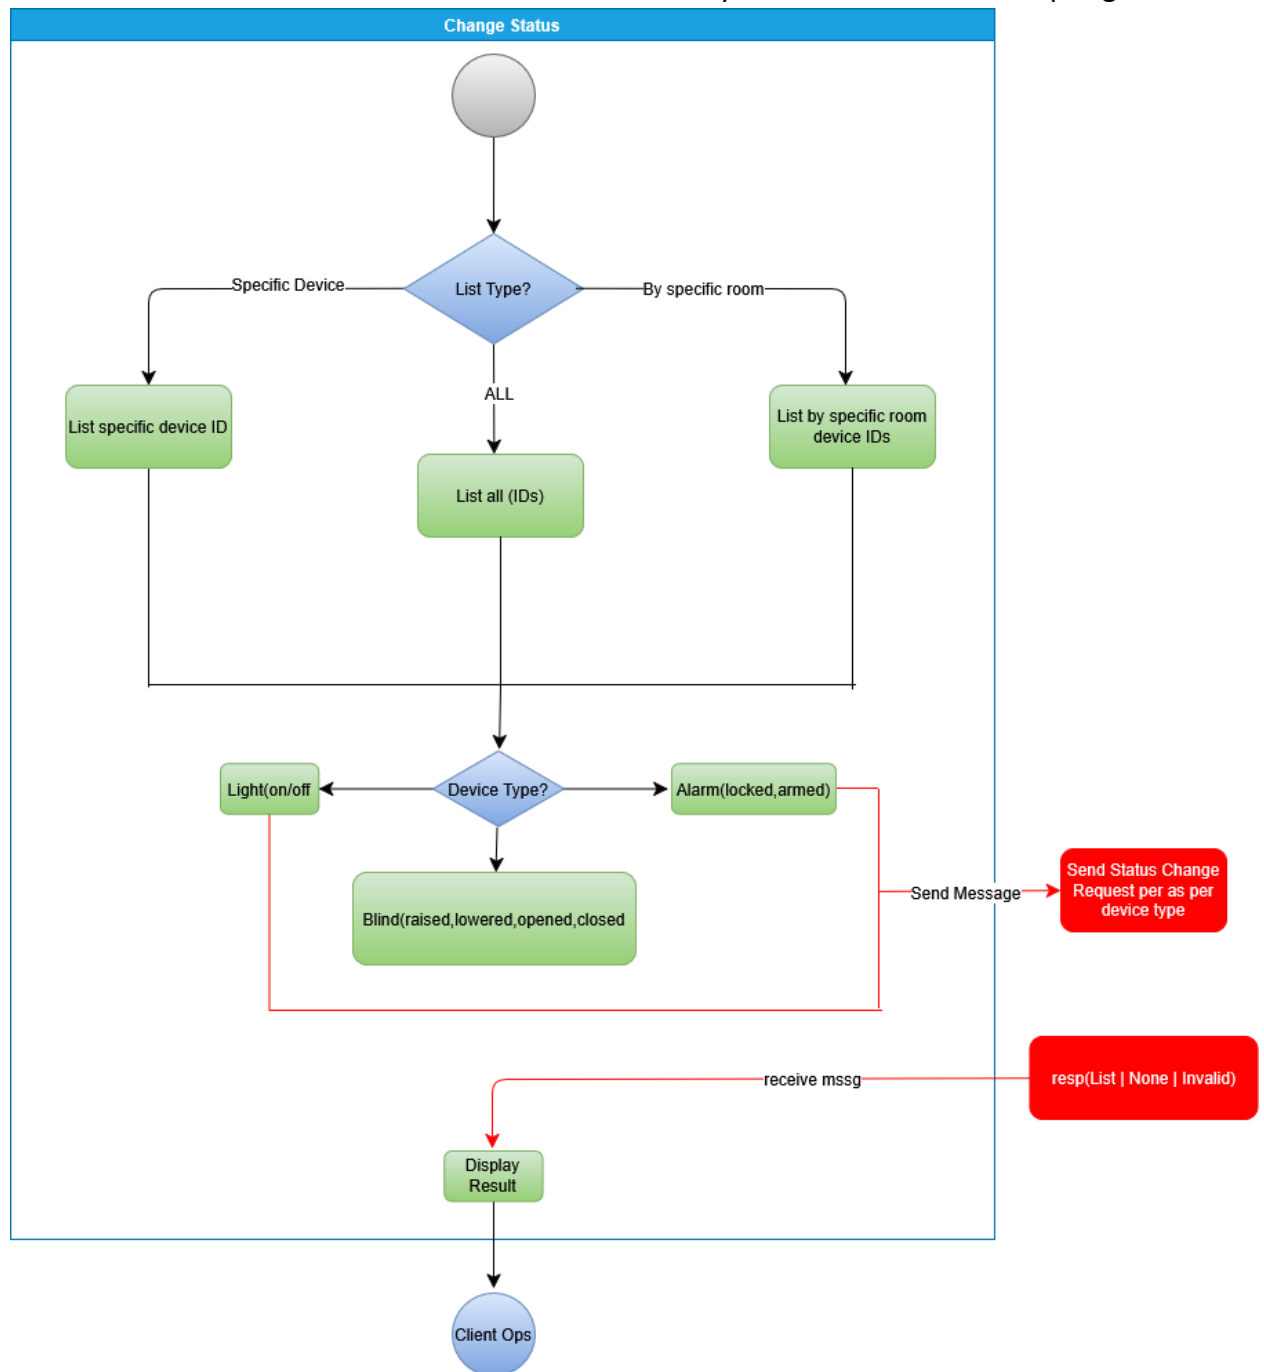 Change Status
List Type?
Specific Device
By specific room
ALL
List specific device ID
List by specific room
device IDs
List all (IDs)
Device Type?
Light(on/off
Alarm(locked,armed)
Blind(raised,lowered,opened,closed
Send Message
Send Status Change
Request per as per
device type
receive mssg
resp(List | None | Invalid)
Display
Result
Client Ops